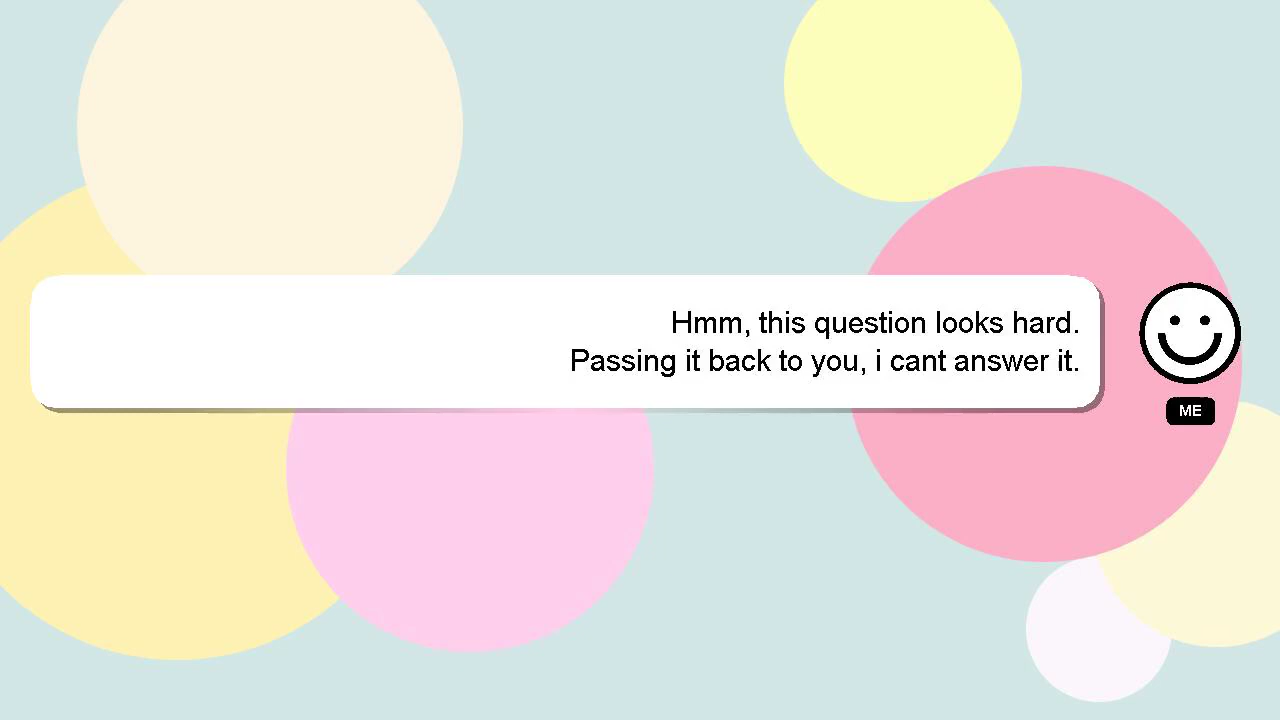 Hmm, this question looks hard.
Passing it back to you, i cant answer it.
ME